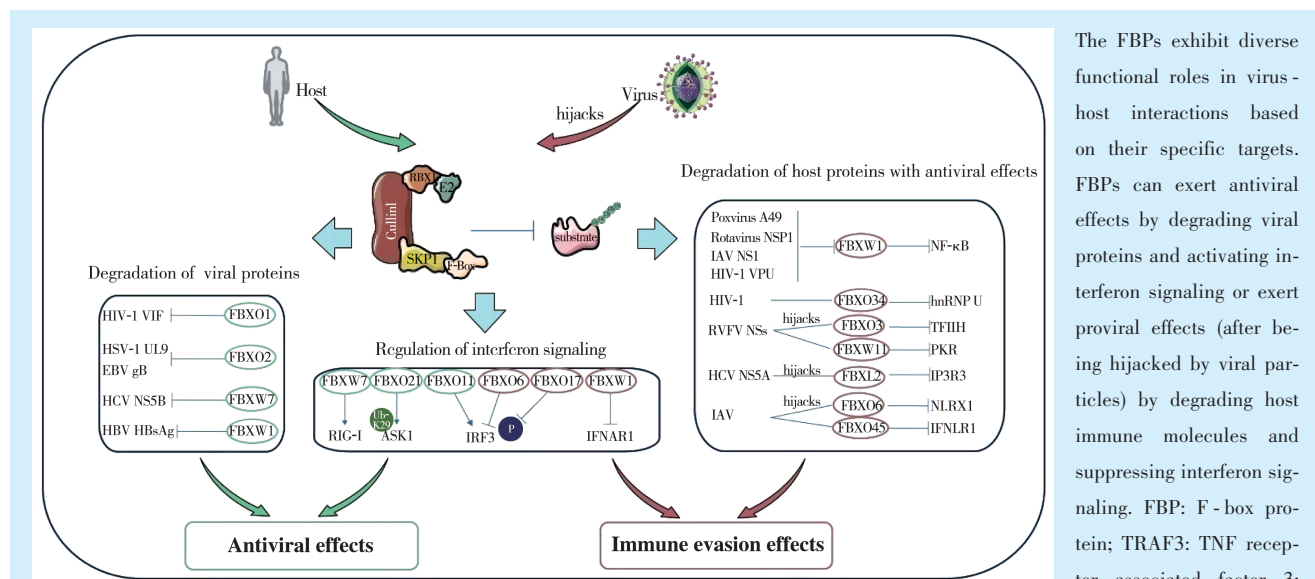 Host
Virus
hijacks
RBX1
E2
Cullin1
SKP1
F-Box
substrate
Degradation of viral proteins
HIV-1 VIF
FBXO1
HSV-1 UL9
EBV gB
FBXO2
HCV NS5B
FBXW7
HBV HBsAg
FBXW1
Regulation of interferon signaling
FBXW7
FBXO21
FBXO11
FBXO6
FBXO17
FBXW1
Ub-
K29
P
RIG-I
ASK1
IRF3
IFNAR1
Degradation of host proteins with antiviral effects
Poxvirus A49
Rotavirus NSP1
IAV NS1
HIV-1 VPU
FBXW1
NF-κB
HIV-1
FBXO34
hnRNP U
RVFV NSs
hijacks
FBXO3
TFIIH
FBXW11
PKR
HCV NS5A
hijacks
FBXL2
IP3R3
IAV
hijacks
FBXO6
NLRX1
FBXO45
IFNLR1
Antiviral effects
Immune evasion effects
The FBPs exhibit diverse
functional roles in virus-
host interactions based
on their specific targets.
FBPs can exert antiviral
effects by degrading viral
proteins and activating in-
terferon signaling or exert
proviral effects (after be-
ing hijacked by viral par-
ticles) by degrading host
immune molecules and
suppressing interferon sig-
naling. FBP: F-box pro-
tein; TRAF3: TNF recep-
tor associated factor 3;